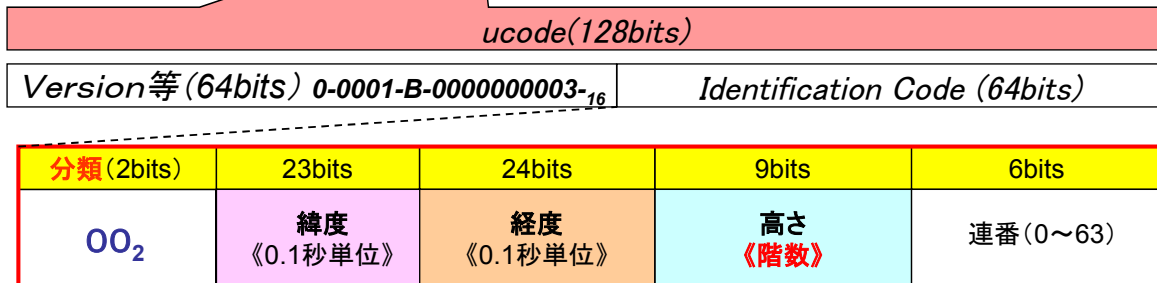 ucode(128bits)
Version等(64bits) 0-0001-B-0000000003-16 Identification Code (64bits)
分類(2bits) 23bits 24bits 9bits 6bits
002 緯度 経度 高さ 連番(0～63)
《0.1秒単位》 《0.1秒単位》 《階数》